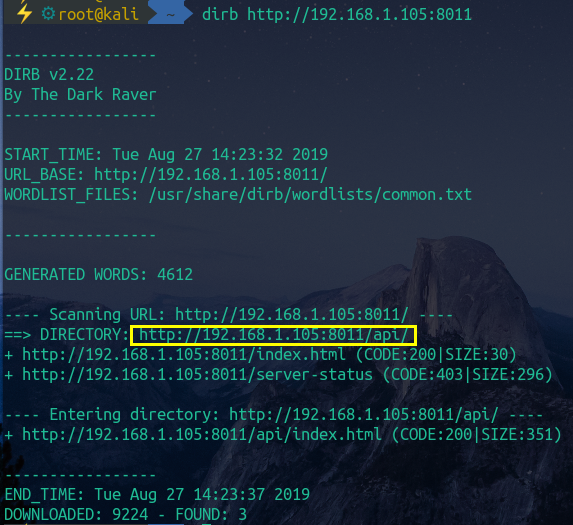 root@kali ~ dirb http://192.168.1.105:8011
-----------------
DIRB v2.22
By The Dark Raver
-----------------
START_TIME: Tue Aug 27 14:23:32 2019
URL_BASE: http://192.168.1.105:8011/
WORDLIST_FILES: /usr/share/dirb/wordlists/common.txt
-----------------
GENERATED WORDS: 4612
---- Scanning URL: http://192.168.1.105:8011/ ----
==> DIRECTORY: http://192.168.1.105:8011/api/
+ http://192.168.1.105:8011/index.html (CODE:200|SIZE:30)
+ http://192.168.1.105:8011/server-status (CODE:403|SIZE:296)
---- Entering directory: http://192.168.1.105:8011/api/ ----
+ http://192.168.1.105:8011/api/index.html (CODE:200|SIZE:351)
-----------------
END_TIME: Tue Aug 27 14:23:37 2019
DOWNLOADED: 9224 - FOUND: 3